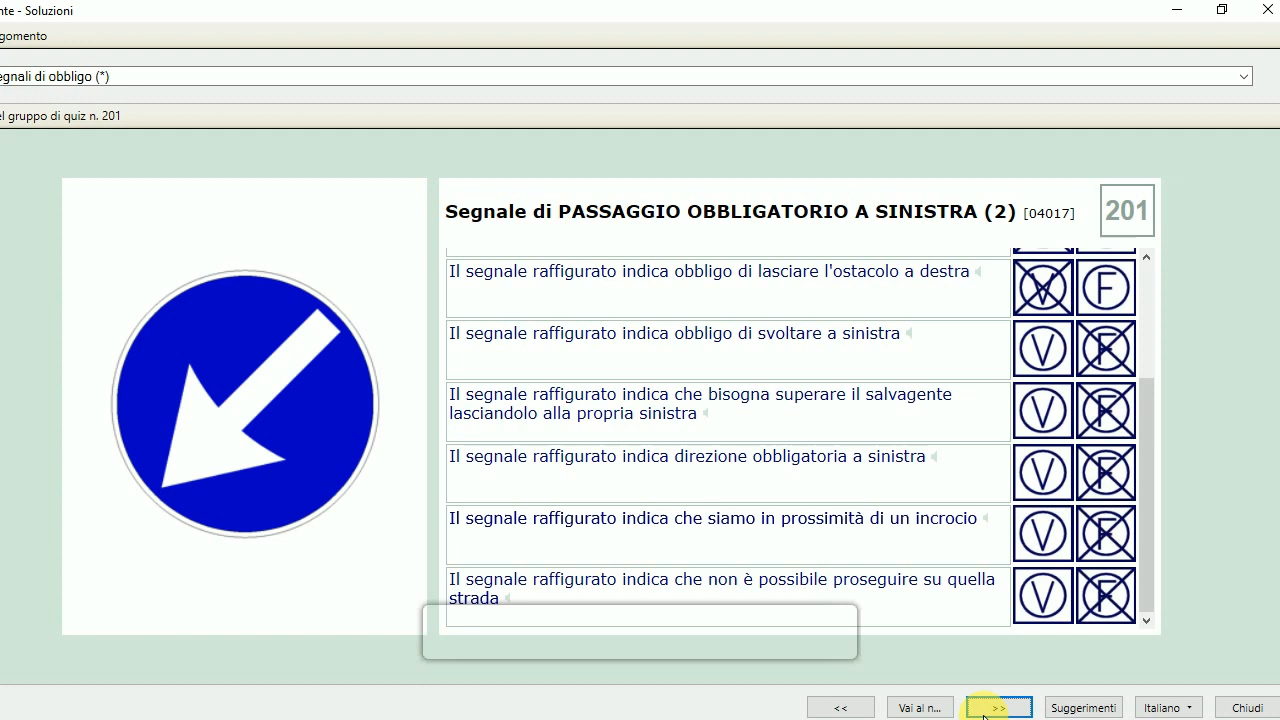 nte - Soluzioni
gomento
egnali di obbligo (*)
el gruppo di quiz n. 201
Segnale di PASSAGGIO OBBLIGATORIO A SINISTRA (2) [04017]
201
Il segnale raffigurato indica obbligo di lasciare l'ostacolo a destra
V F
Il segnale raffigurato indica obbligo di svoltare a sinistra
V F
Il segnale raffigurato indica che bisogna superare il salvagente
lasciandolo alla propria sinistra
V F
Il segnale raffigurato indica direzione obbligatoria a sinistra
V F
Il segnale raffigurato indica che siamo in prossimità di un incrocio
V F
Il segnale raffigurato indica che non è possibile proseguire su quella
strada
V F
<< Vai al n... >> Suggerimenti Italiano Chiudi